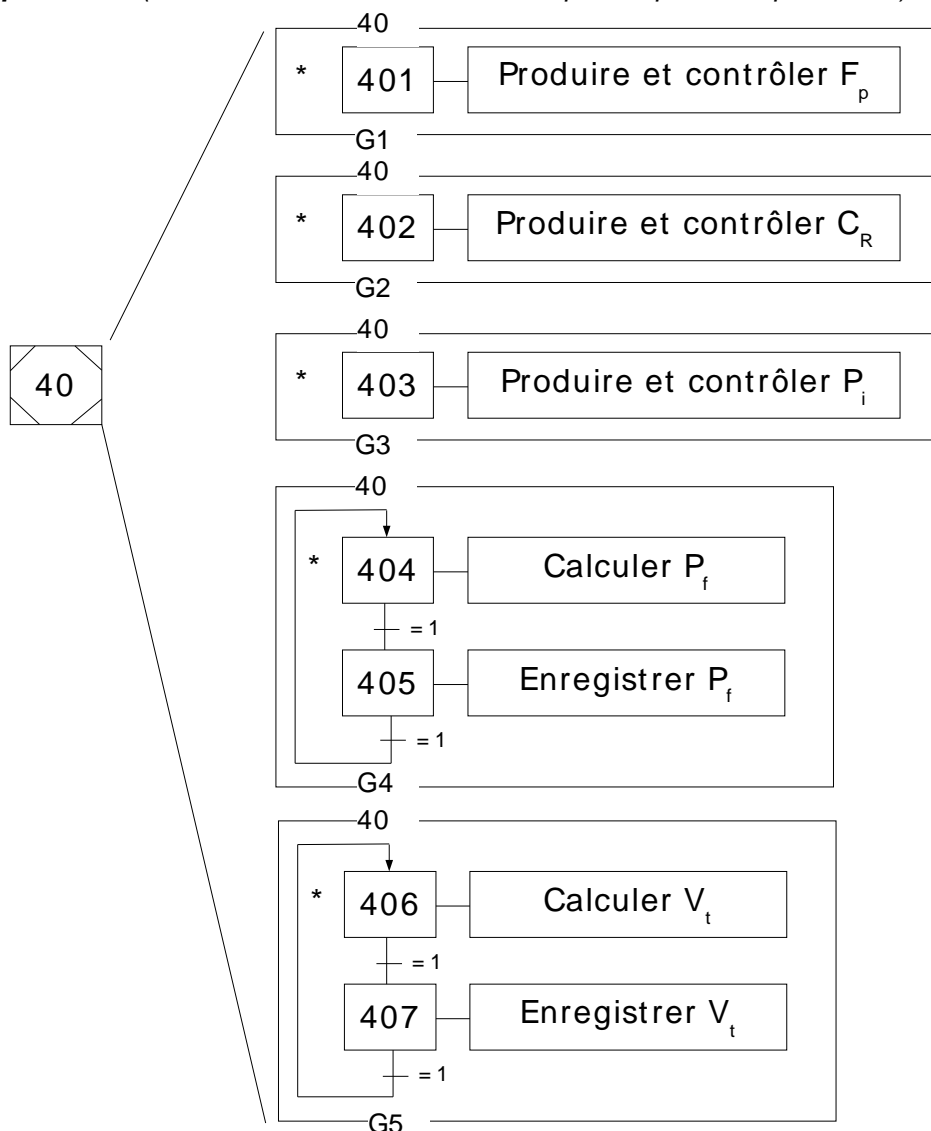 40
* 401 Produire et contrôler Fp
G1
40
* 402 Produire et contrôler CR
G2
40
* 403 Produire et contrôler Pi
G3
40
40
* 404 Calculer Pf
= 1
405 Enregistrer Pf
= 1
G4
40
* 406 Calculer Vt
= 1
407 Enregistrer Vt
= 1
G5